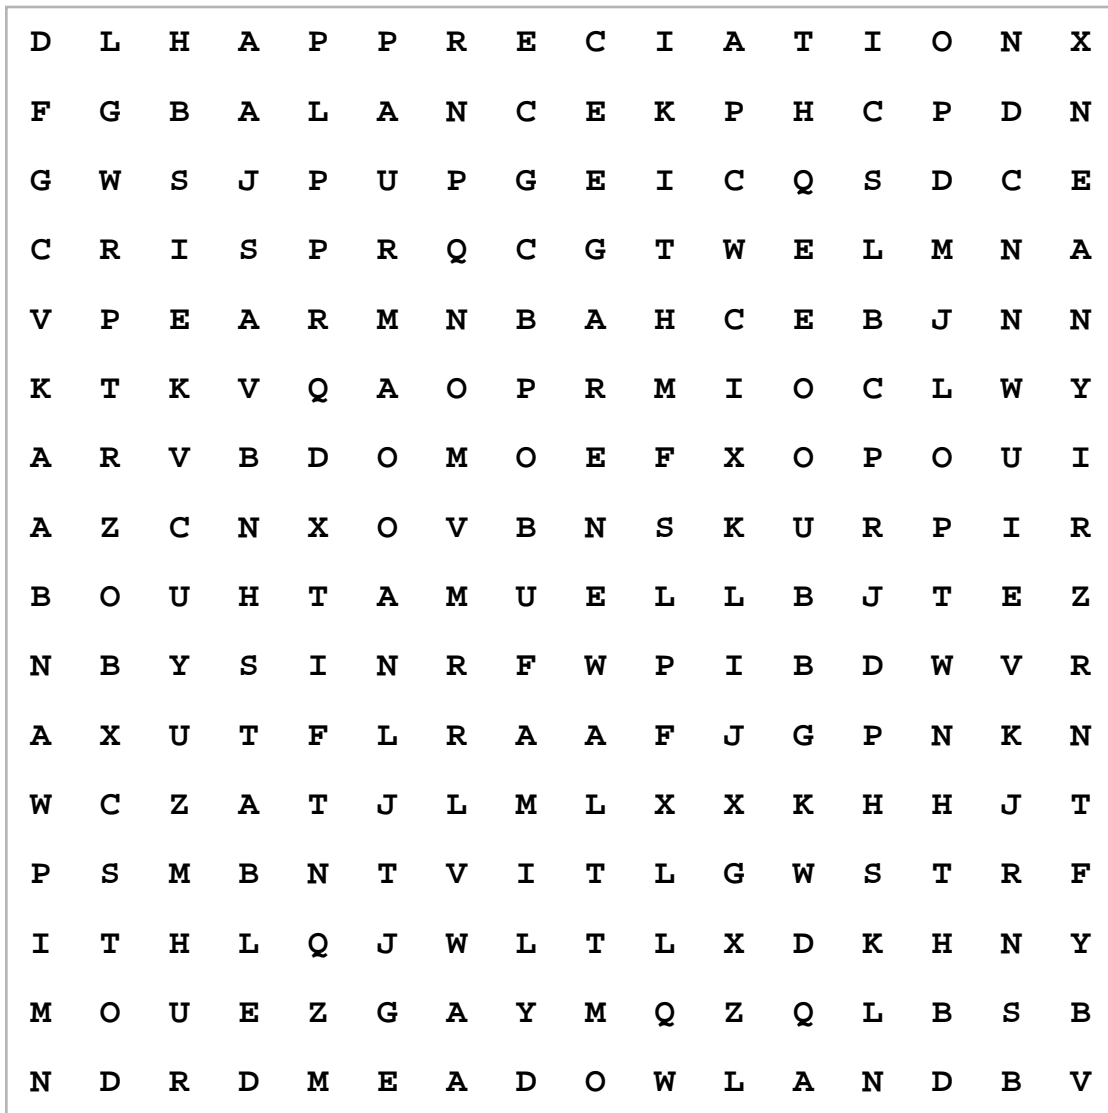 D L H A P P R E C I A T I O N X
F G B A L A N C E K P H C P D N
G W S J P U P G E I C Q S D C E
C R I S P R Q C G T W E L M N A
V P E A R M N B A H C E B J N N
K T K V Q A O P R M I O C L W Y
A R V B D O M O E F X O P O U I
A Z C N X O V B N S K U R P I R
B O U H T A M U E L L B J T E Z
N B Y S I N R F W P I B D W V R
A X U T F L R A A F J G P N K N
W C Z A T J L M L X X K H H J T
P S M B N T V I T L G W S T R F
I T H L Q J W L T L X D K H N Y
M O U E Z G A Y M Q Z Q L B S B
N D R D M E A D O W L A N D B V